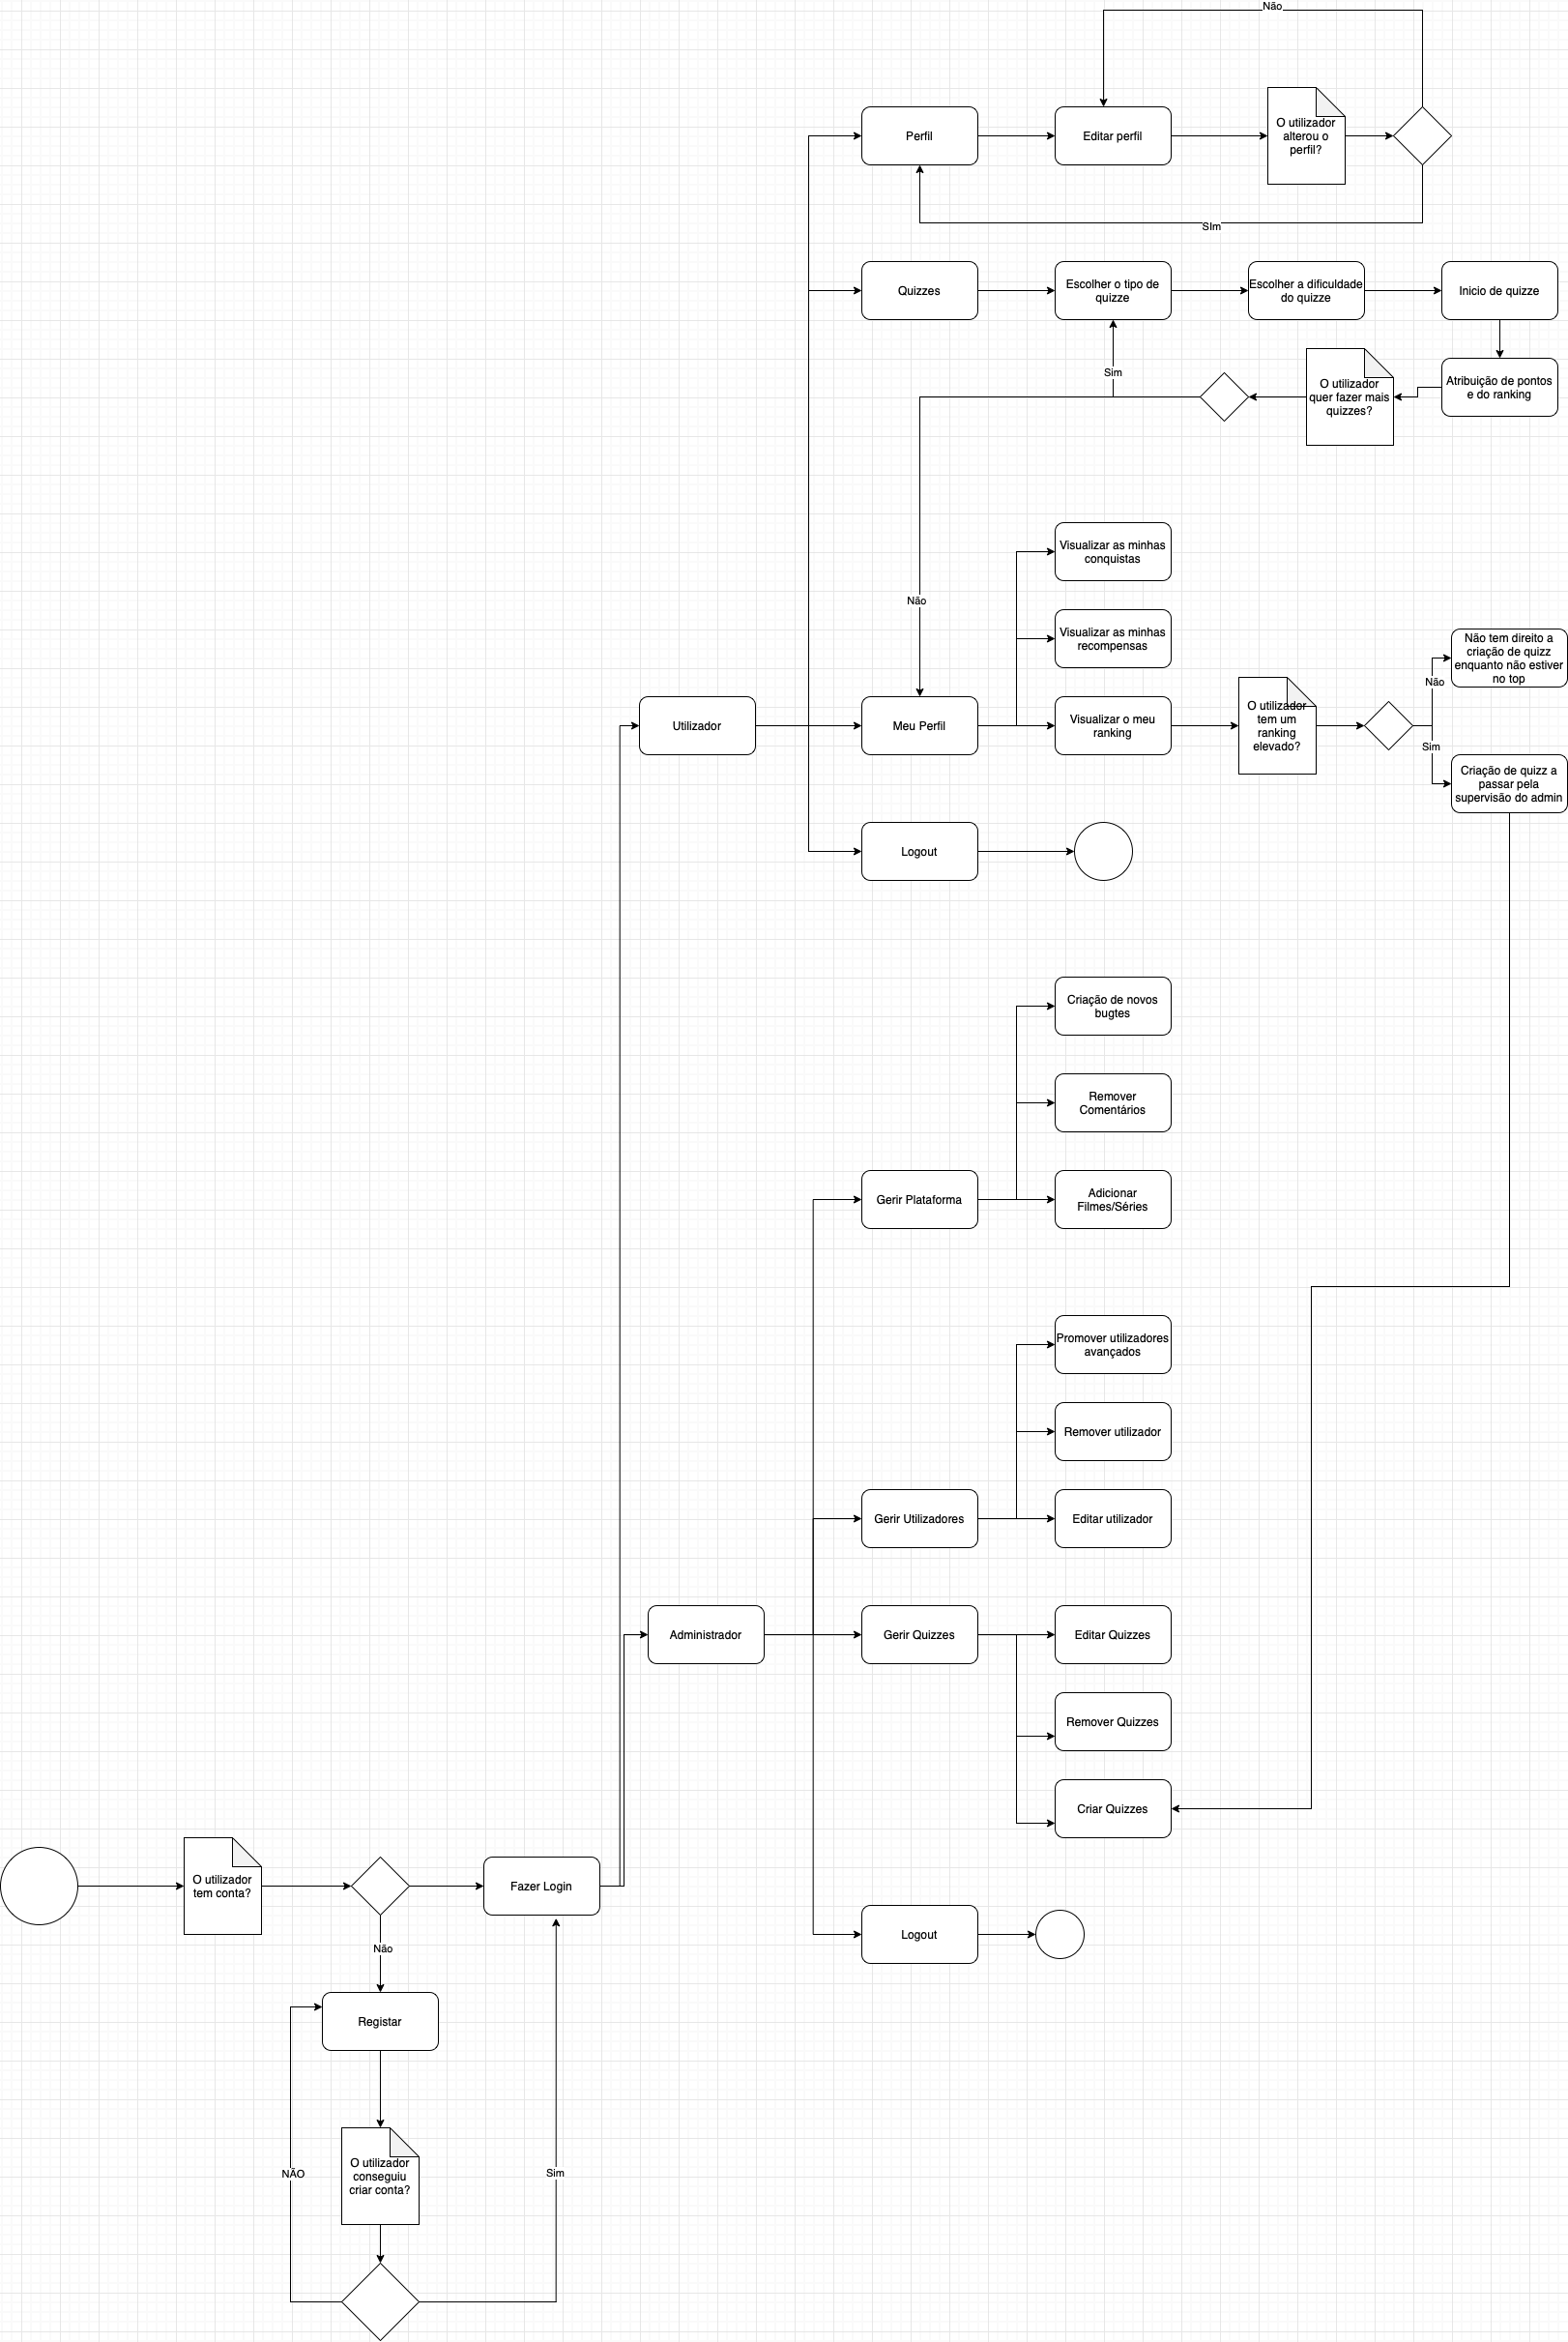 Não
Perfil
Editar perfil
O utilizador
alterou o
perfil?
SIm
Quizzes
Escolher o tipo de
quizze
Escolher a dificuldade
do quizze
Inicio de quizze
Sim
O utilizador
quer fazer mais
quizzes?
Atribuição de pontos
e do ranking
Visualizar as minhas
conquistas
Não
Visualizar as minhas
recompensas
Não tem direito a
criação de quizz
enquanto não estiver
no top
Não
Utilizador
Meu Perfil
Visualizar o meu
ranking
O utilizador
tem um
ranking
elevado?
Sim
Criação de quizz a
passar pela
supervisão do admin
Logout
Criação de novos
bugtes
Remover
Comentários
Gerir Plataforma
Adicionar
Filmes/Séries
Promover utilizadores
avançados
Remover utilizador
Gerir Utilizadores
Editar utilizador
Administrador
Gerir Quizzes
Editar Quizzes
Remover Quizzes
Criar Quizzes
O utilizador
tem conta?
Fazer Login
Logout
Não
Registar
O utilizador
conseguiu
criar conta?
NÃO
Sim